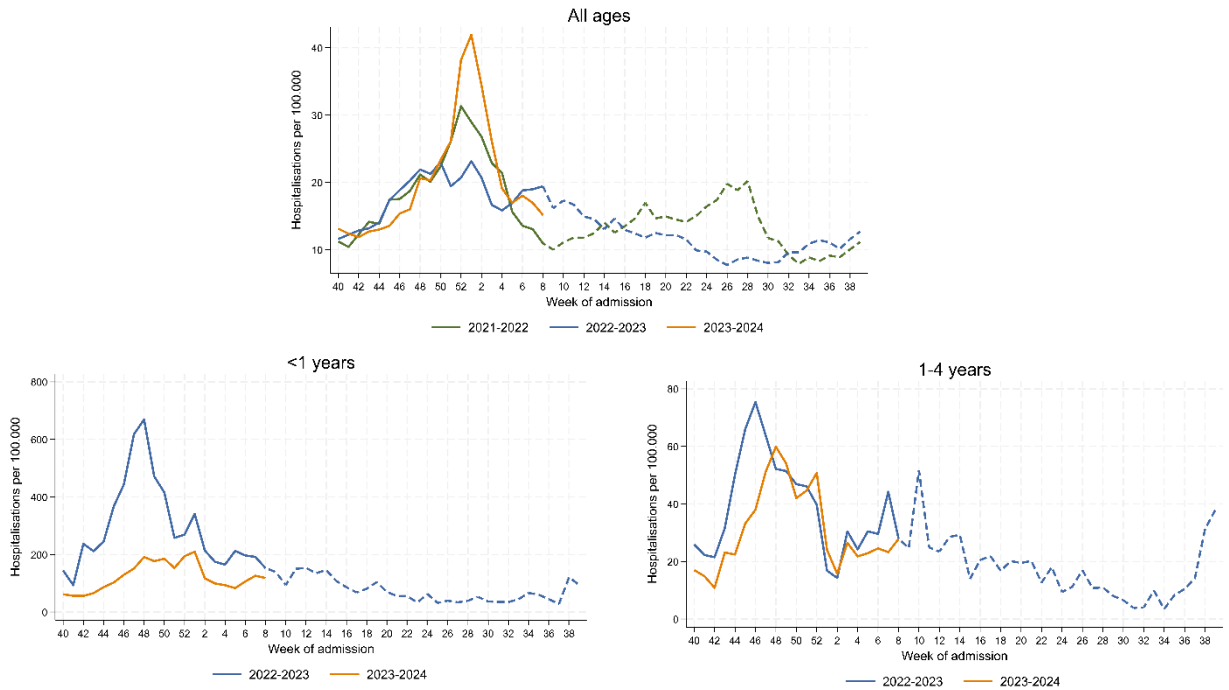 All ages
Hospitalisations per 100.000
40
30
20
10
40 42 44 46 48 50 52 2 4 6 8 10 12 14 16 18 20 22 24 26 28 30 32 34 36 38
Week of admission
2021-2022 2022-2023 2023-2024
<1 years
Hospitalisations per 100.000
800
600
400
200
0
40 42 44 46 48 50 52 2 4 6 8 10 12 14 16 18 20 22 24 26 28 30 32 34 36 38
Week of admission
2022-2023 2023-2024
1-4 years
Hospitalisations per 100.000
80
60
40
20
0
40 42 44 46 48 50 52 2 4 6 8 10 12 14 16 18 20 22 24 26 28 30 32 34 36 38
Week of admission
2022-2023 2023-2024